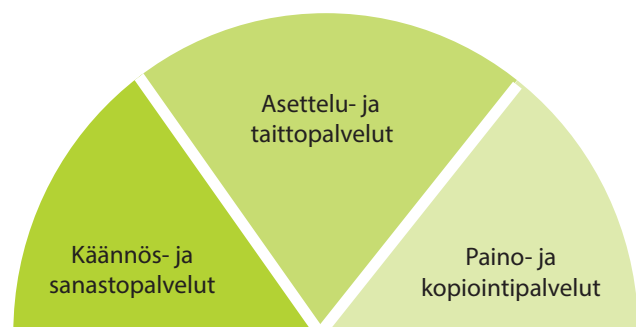 Asettelu- ja
taittopalvelut
Käännös- ja
sanastopalvelut
Paino- ja
kopiointipalvelut